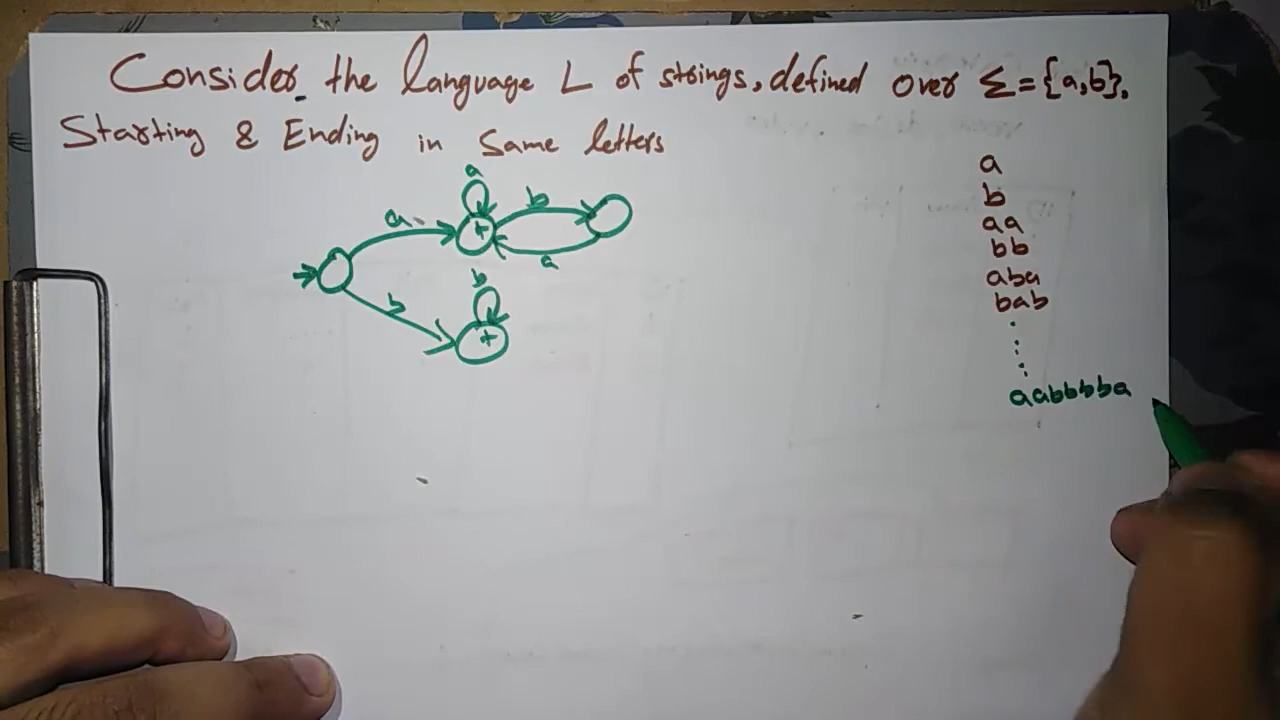 Consider the language L of strings, defined over Σ={a,b}.
Starting & Ending in Same letters
a
b
aa
bb
aba
bab
aabbbba
a
a
b
+
a
b
b
+